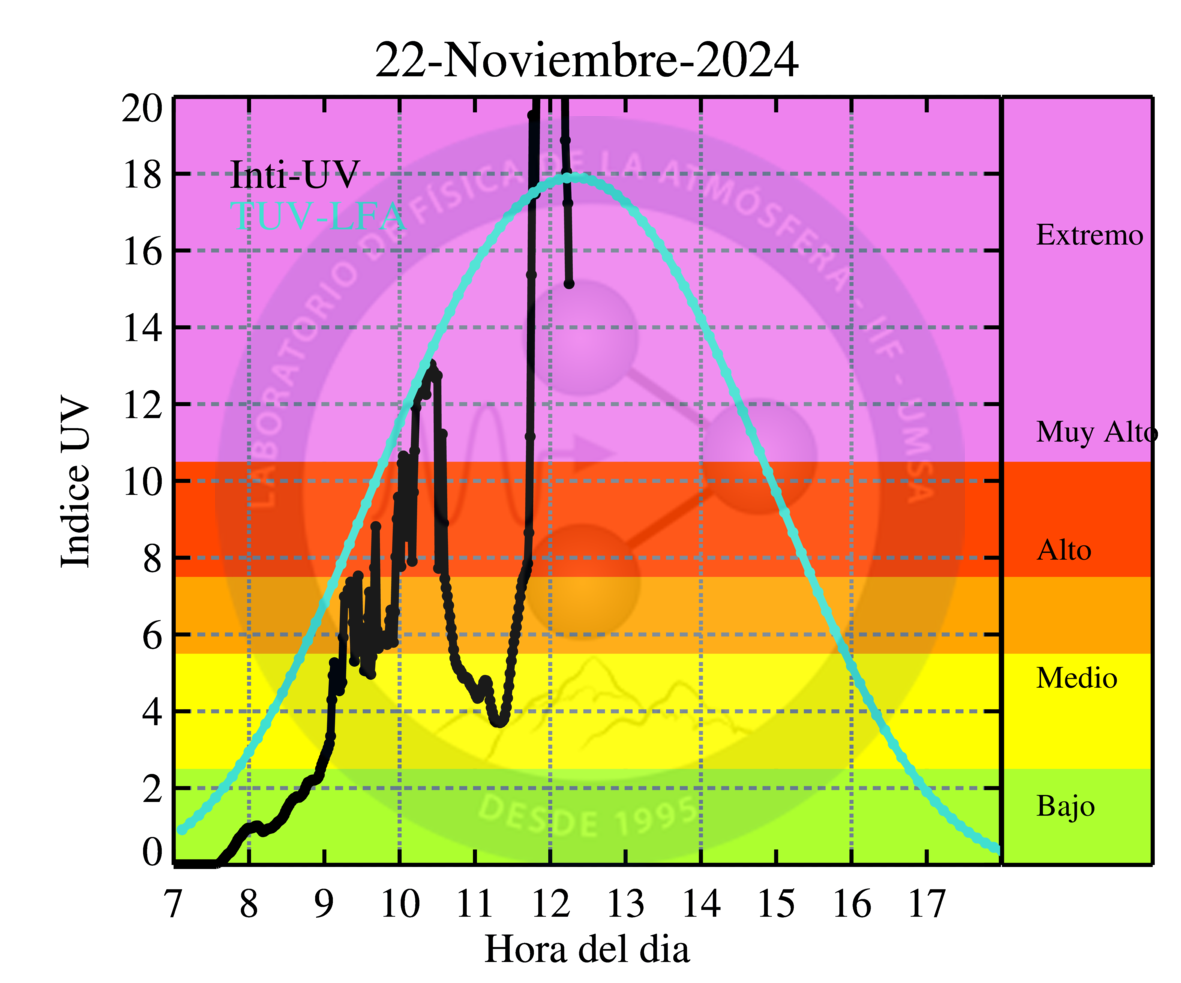 22-Noviembre-2024
20
18
16
14
12
10
8
6
4
2
0
Indice UV
Inti-UV
TUV-LFA
LABORATORIO DE FÍSICA DE LA ATMÓSFERA - IIF - UMSA
DESDE 1995
Extremo
Muy Alto
Alto
Medio
Bajo
7 8 9 10 11 12 13 14 15 16 17
Hora del dia